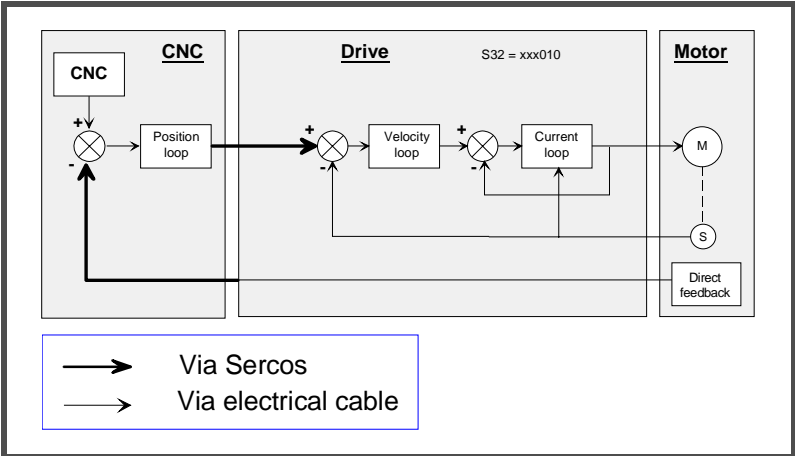 CNC
Drive
S32 = xxx010
Motor
CNC
+
-
Position
loop
+
-
Velocity
loop
+
-
Current
loop
M
S
Direct
feedback
Via Sercos
Via electrical cable